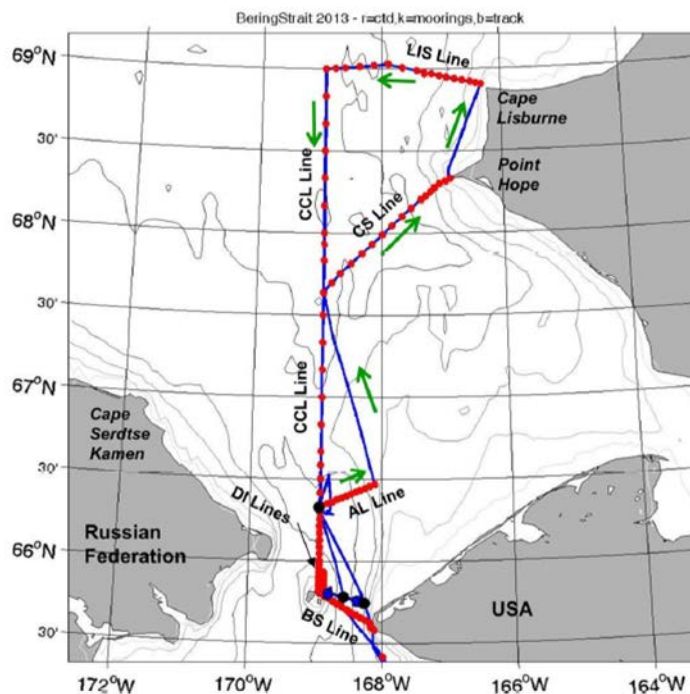 BeringStrait 2013 - r=ctd,k=moorings,b=track
69°N
LIS Line
Cape
Lisburne
30'
CCL Line
Point
Hope
CS Line
68°N
30'
CCL Line
67°N
Cape
Serdtse
Kamen
30'
DI Lines
AL Line
Russian
Federation
66°N
USA
BS Line
30'
172°W
170°W
168°W
166°W
164°W